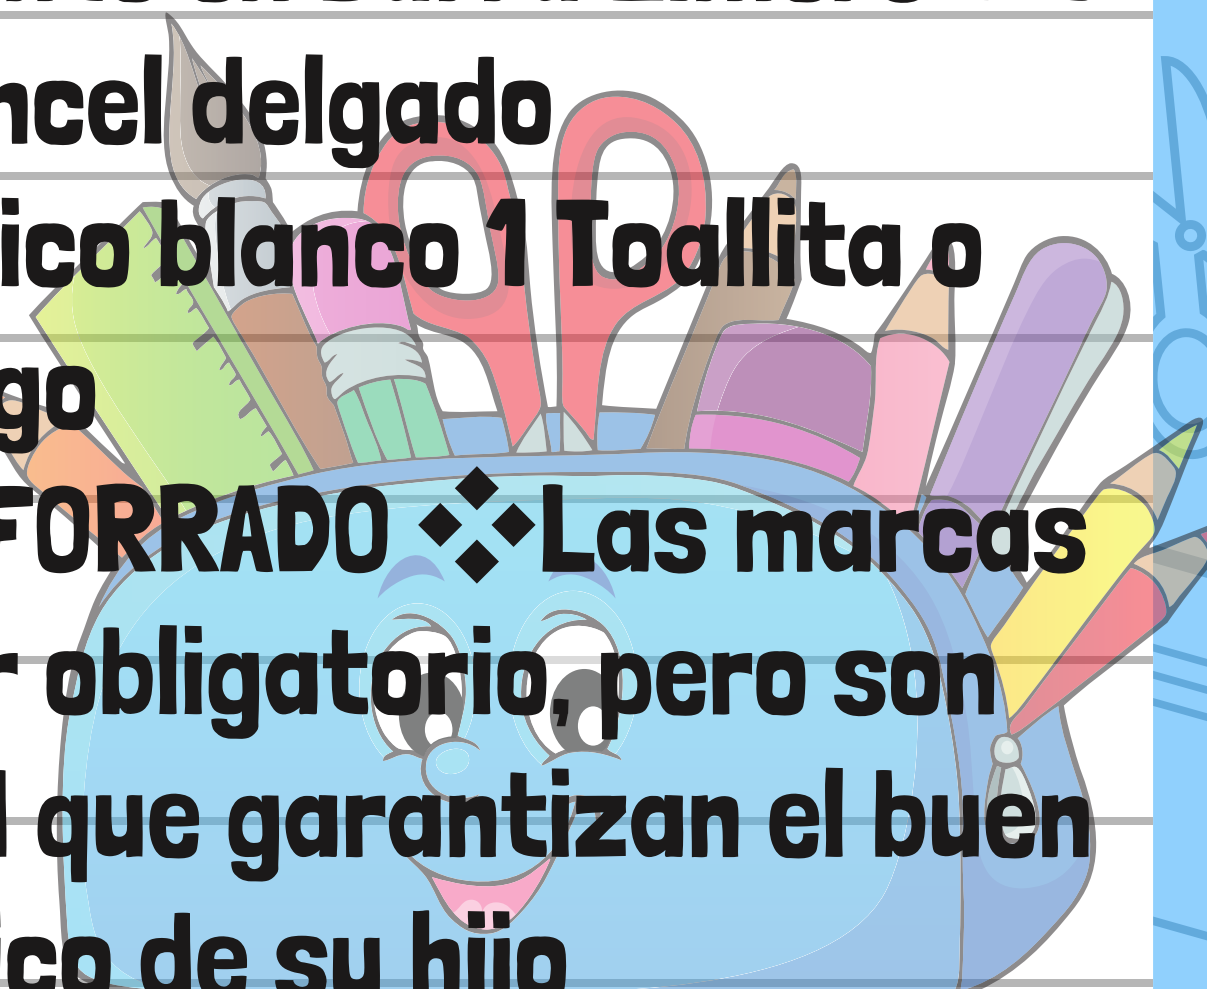 ncel delgado
ico blanco 1 Toallita o
go
FORRADO ❖Las marcas
r obligatorio, pero son
l que garantizan el buen
ico de su hijo